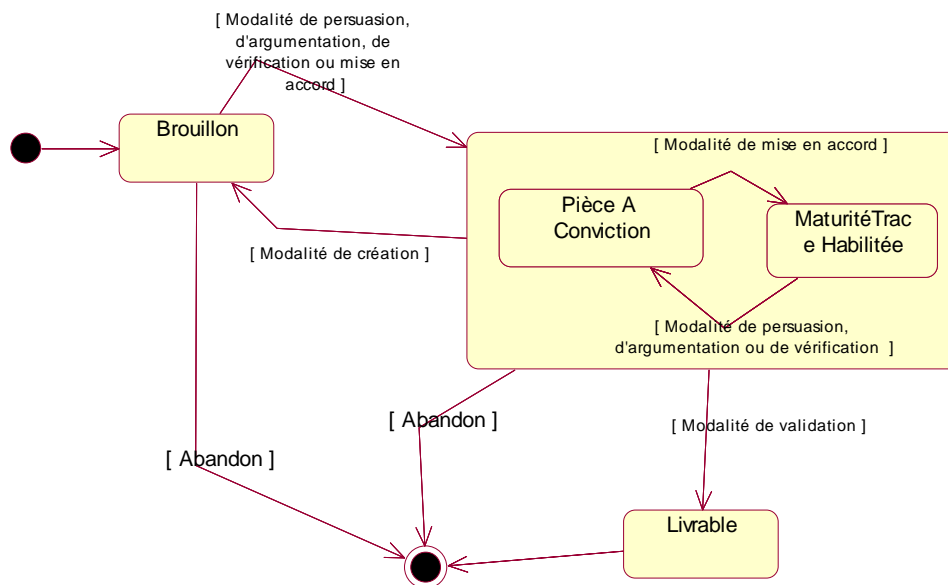 [ Modalité de persuasion,
d'argumentation, de
vérification ou mise en
accord ]
Brouillon
[ Modalité de mise en accord ]
Pièce A
Conviction
MaturitéTrac
e Habilitée
[ Modalité de création ]
[ Modalité de persuasion,
d'argumentation ou de vérification ]
[ Abandon ]
[ Modalité de validation ]
[ Abandon ]
Livrable